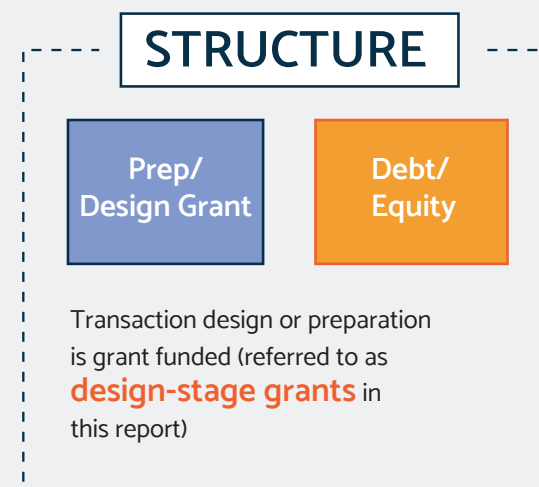 STRUCTURE
Prep/
Design Grant
Debt/
Equity
Transaction design or preparation
is grant funded (referred to as
design-stage grants in
this report)